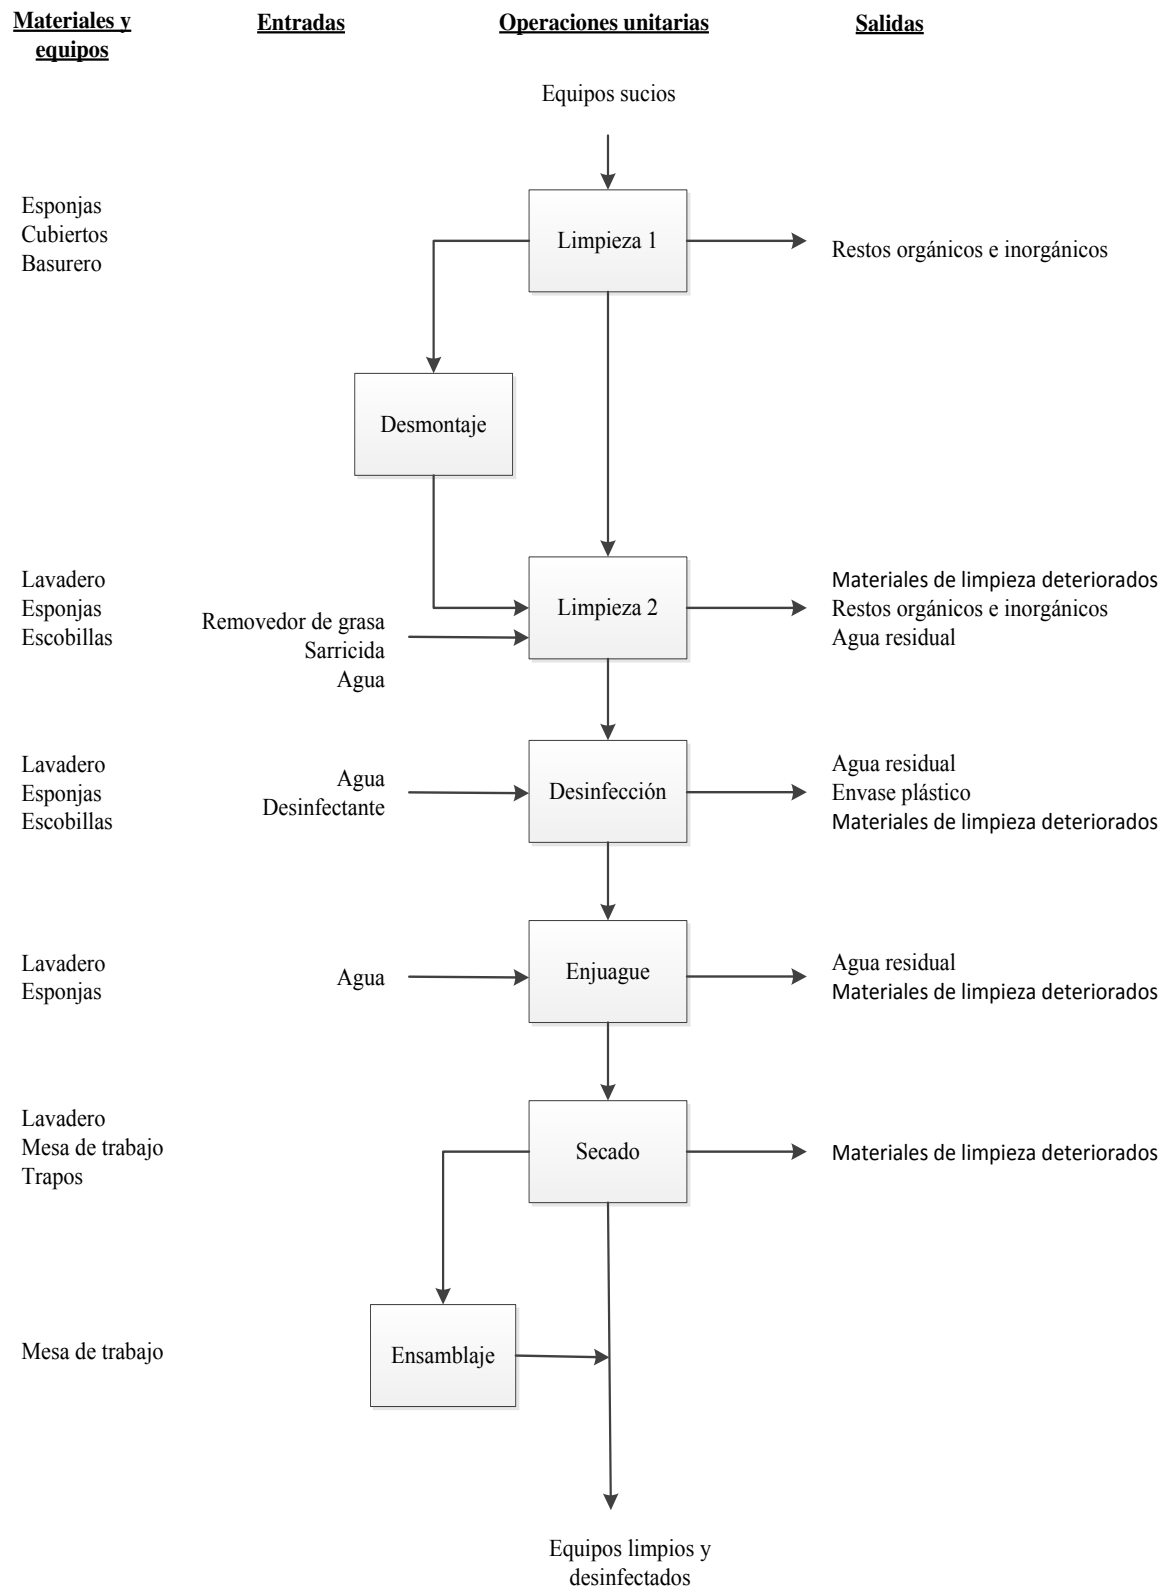 Materiales y
equipos
Entradas
Operaciones unitarias
Salidas
Equipos sucios
Esponjas
Cubiertos
Basurero
Limpieza 1
Restos orgánicos e inorgánicos
Desmontaje
Lavadero
Esponjas
Escobillas
Removedor de grasa
Sarricida
Agua
Limpieza 2
Materiales de limpieza deteriorados
Restos orgánicos e inorgánicos
Agua residual
Lavadero
Esponjas
Escobillas
Agua
Desinfectante
Desinfección
Agua residual
Envase plástico
Materiales de limpieza deteriorados
Lavadero
Esponjas
Agua
Enjuague
Agua residual
Materiales de limpieza deteriorados
Lavadero
Mesa de trabajo
Trapos
Secado
Materiales de limpieza deteriorados
Mesa de trabajo
Ensamblaje
Equipos limpios y
desinfectados